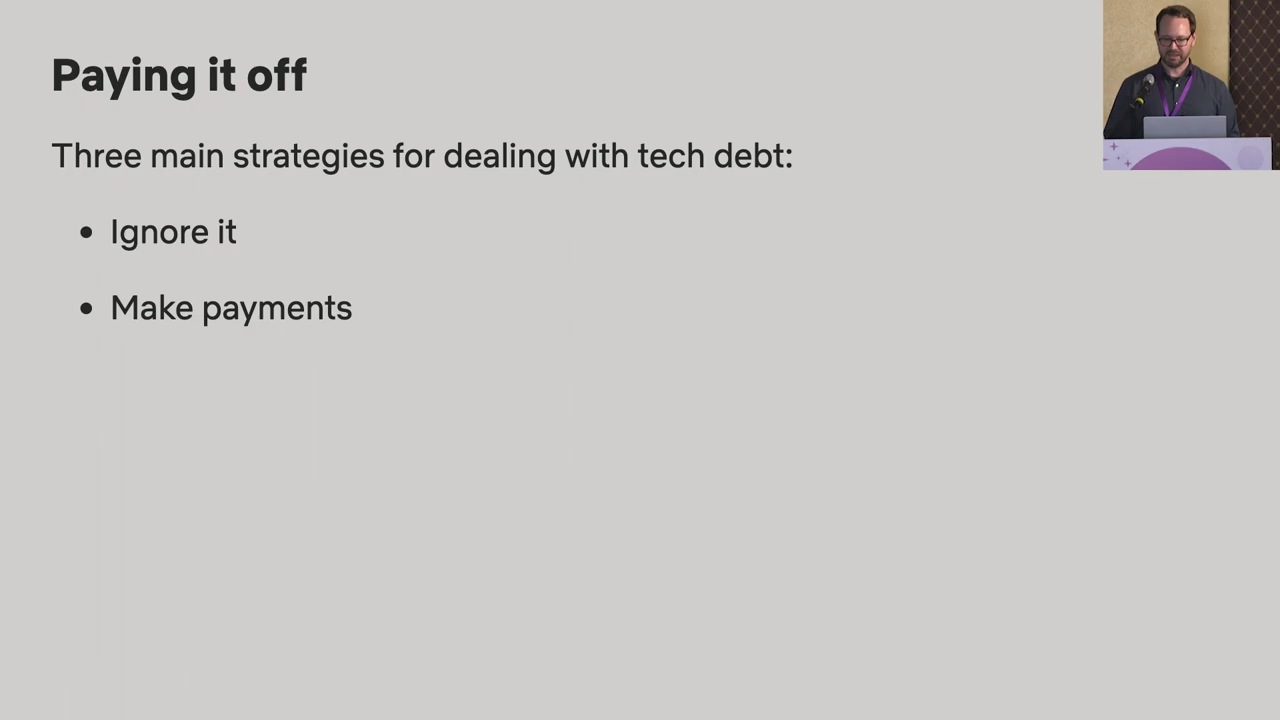 Paying it off
Three main strategies for dealing with tech debt:
• Ignore it
• Make payments